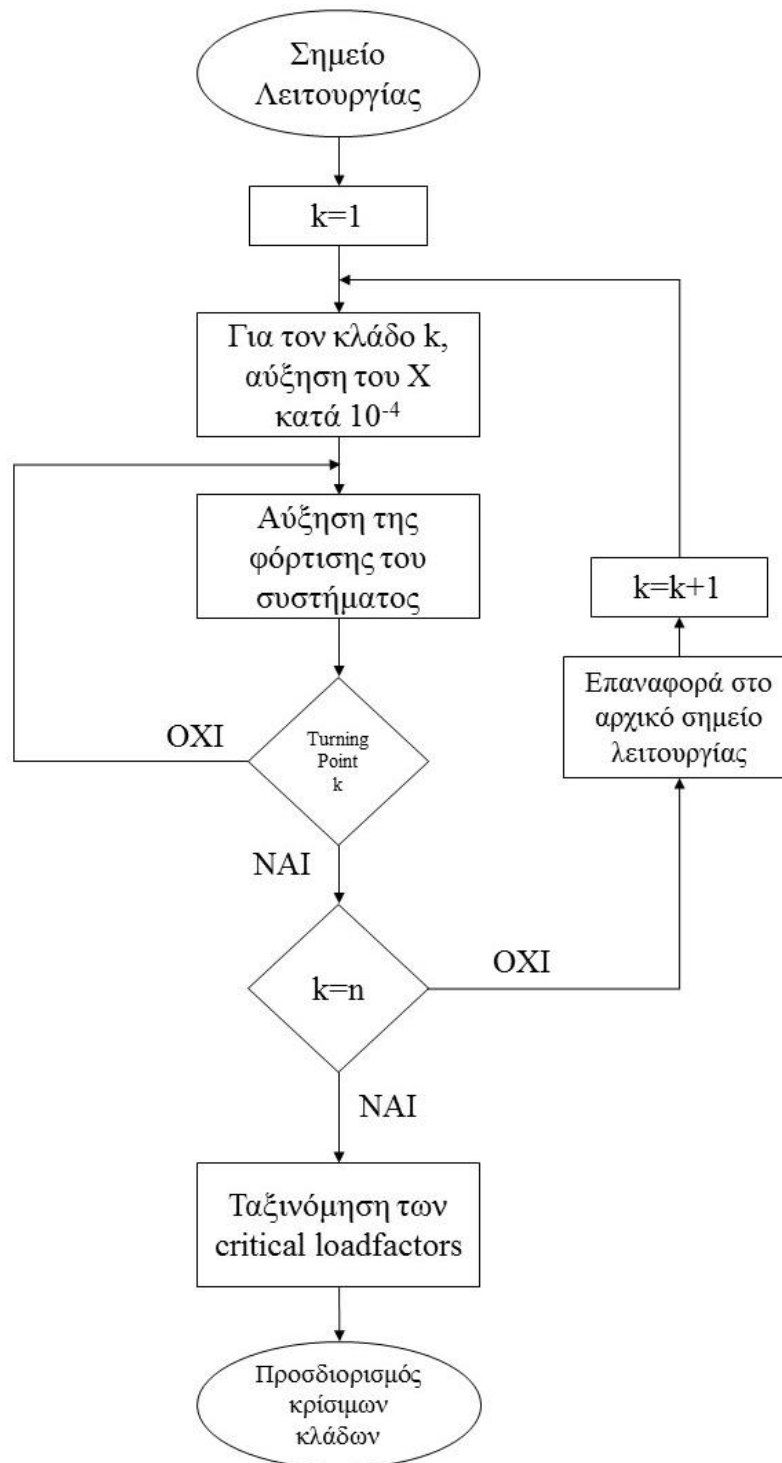 Σημείο
Λειτουργίας
k=1
Για τον κλάδο k,
αύξηση του Χ
κατά 10⁻⁴
Αύξηση της
φόρτισης του
συστήματος
Turning
Point
k
ΟΧΙ
ΝΑΙ
k=n
ΟΧΙ
Επαναφορά στο
αρχικό σημείο
λειτουργίας
k=k+1
ΝΑΙ
Ταξινόμηση των
critical loadfactors
Προσδιορισμός
κρίσιμων
κλάδων